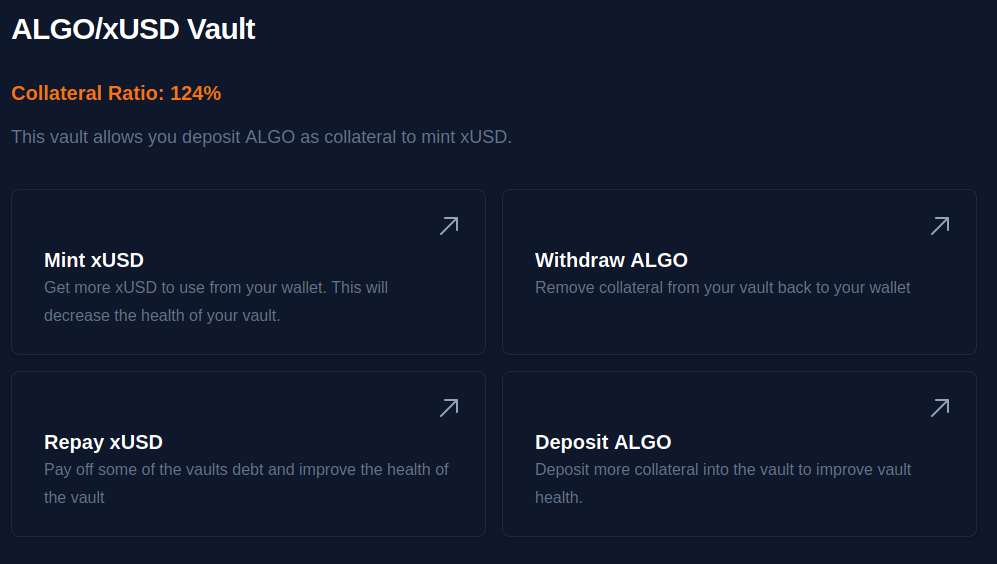 ALGO/xUSD Vault
Collateral Ratio: 124%
This vault allows you deposit ALGO as collateral to mint xUSD.
Mint xUSD
Get more xUSD to use from your wallet. This will
decrease the health of your vault.
Withdraw ALGO
Remove collateral from your vault back to your wallet
Repay xUSD
Pay off some of the vaults debt and improve the health of
the vault
Deposit ALGO
Deposit more collateral into the vault to improve vault
health.